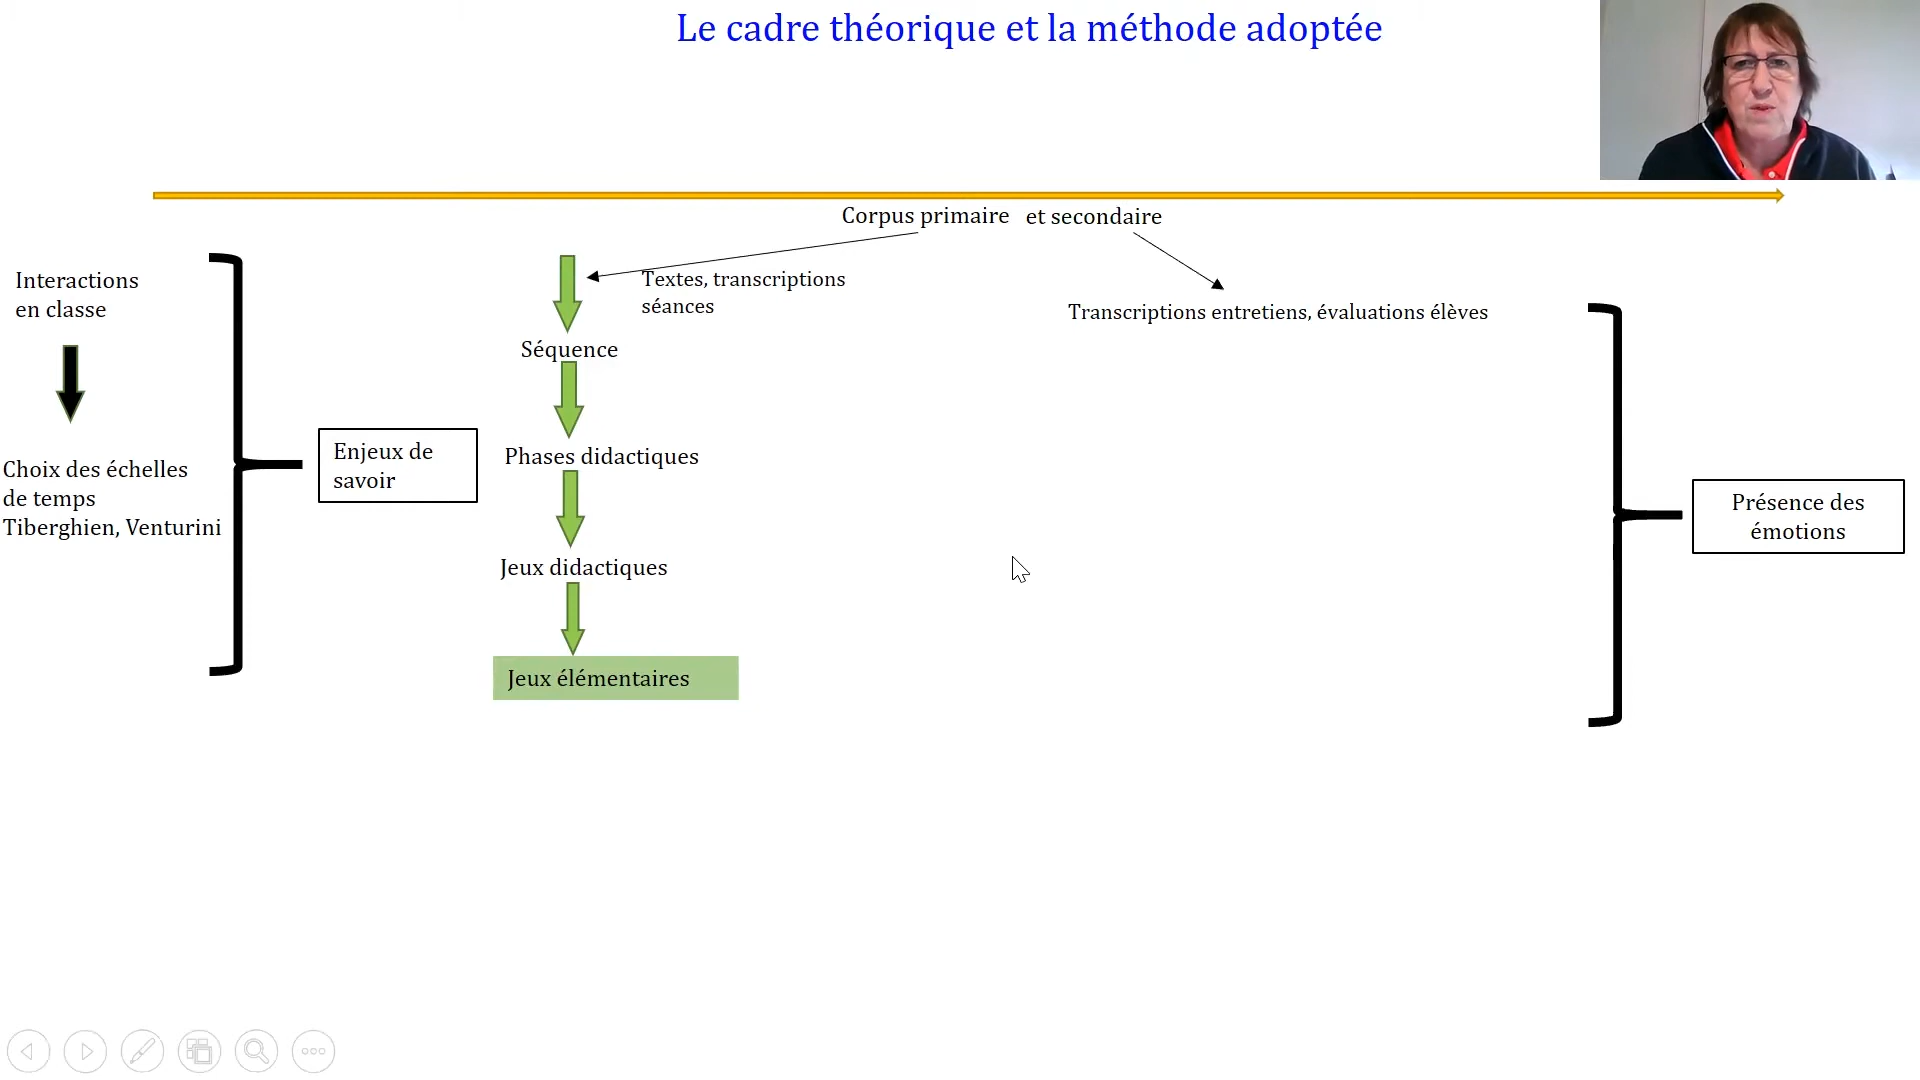 Le cadre théorique et la méthode adoptée
Corpus primaire et secondaire
Interactions
en classe
Textes, transcriptions
séances
Transcriptions entretiens, évaluations élèves
Séquence
Enjeux de
savoir
Phases didactiques
Choix des échelles
de temps
Tiberghien, Venturini
Présence des
émotions
Jeux didactiques
Jeux élémentaires